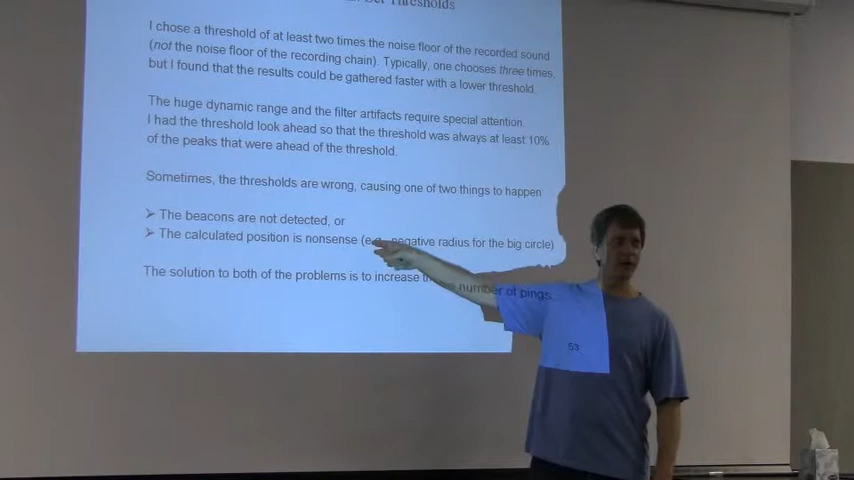 Set Thresholds
I chose a threshold of at least two times the noise floor of the recorded sound
(not the noise floor of the recording chain). Typically, one chooses three times,
but I found that the results could be gathered faster with a lower threshold.
The huge dynamic range and the filter artifacts require special attention.
I had the threshold look ahead so that the threshold was always at least 10%
of the peaks that were ahead of the threshold.
Sometimes, the thresholds are wrong, causing one of two things to happen
➢ The beacons are not detected, or
➢ The calculated position is nonsense (e.g. negative radius for the big circle)
The solution to both of the problems is to increase number of pings.
53